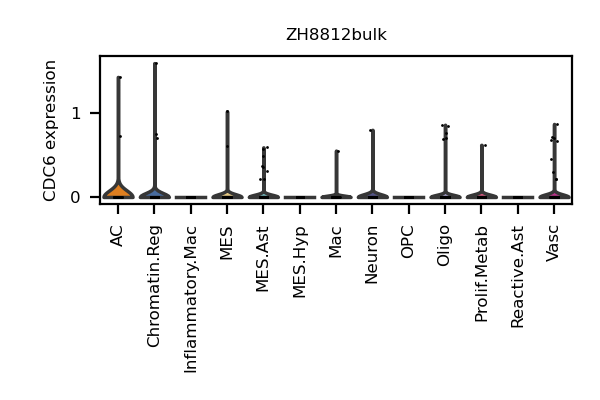 ZH8812bulk
CDC6 expression
1
0
AC
Chromatin.Reg
Inflammatory.Mac
MES
MES.Ast
MES.Hyp
Mac
Neuron
OPC
Oligo
Prolif.Metab
Reactive.Ast
Vasc